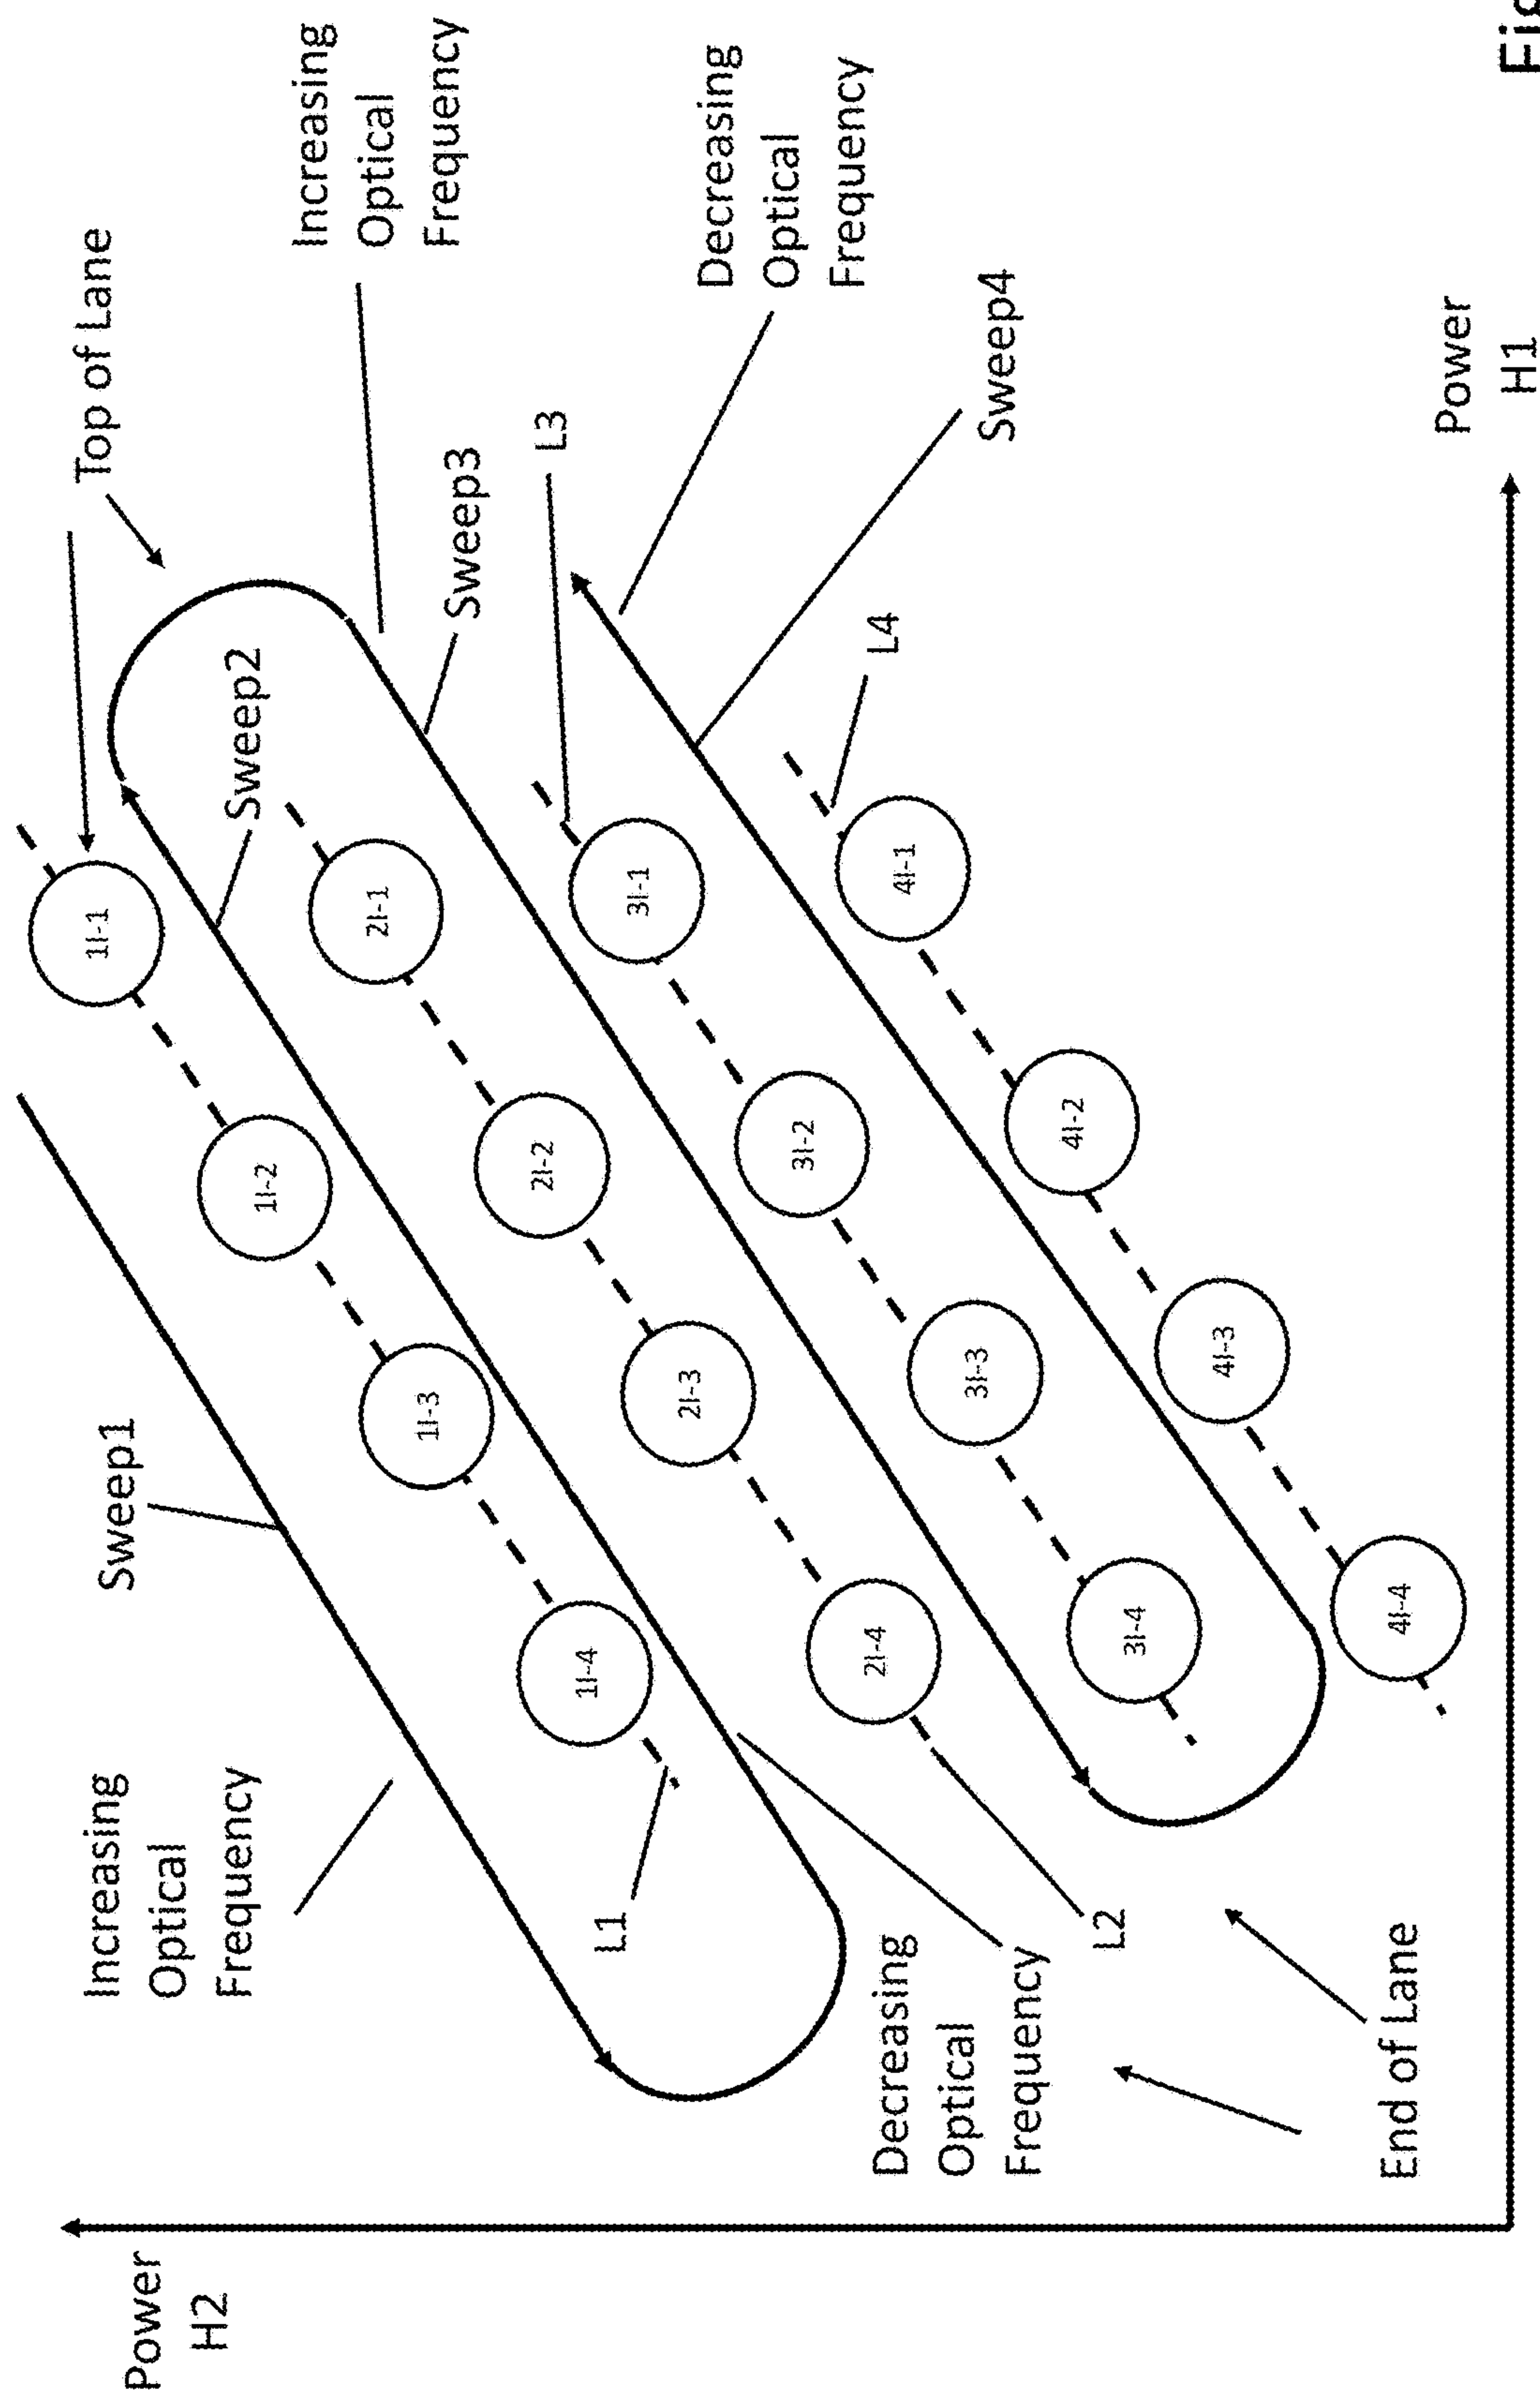 Power
H2
Increasing
Optical
Frequency
Sweep1
Top of Lane
1I-1
1I-2
1I-3
1I-4
L1
Sweep2
Increasing
Optical
Frequency
2I-1
2I-2
2I-3
2I-4
L2
Sweep3
L3
3I-1
3I-2
3I-3
3I-4
Decreasing
Optical
Frequency
Decreasing
Optical
Frequency
Sweep4
L4
4I-1
4I-2
4I-3
4I-4
End of Lane
Power
H1